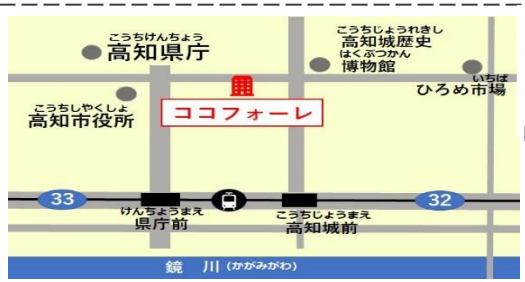 こうちけんちょう
高知県庁
こうちじょうれきし
高知城歴史
はくぶつかん
博物館
いちば
ひろめ市場
こうちしやくしょ
高知市役所
ココフォーレ
33
32
けんちょうまえ
県庁前
こうちじょうまえ
高知城前
鏡 川 (かがみがわ)